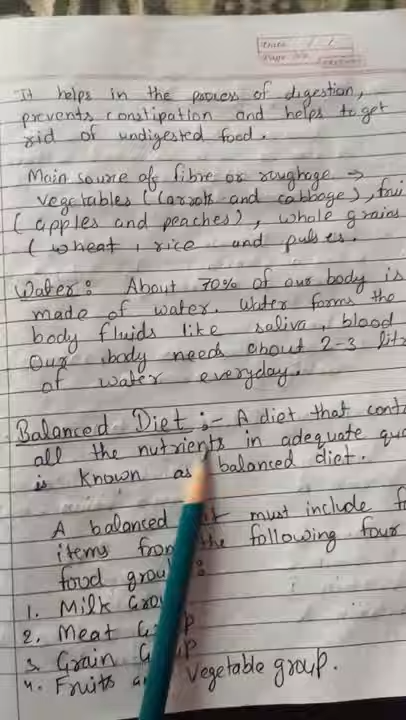 It helps in the process of digestion,
prevents constipation and helps to get
rid of undigested food.
Main source of fibre or roughage →
vegetables (carrots and cabbage), frui
(apples and peaches), whole grains
(wheat, rice and pulses.
Water: About 70% of our body is
made of water. Water forms the
body fluids like saliva, blood
Our body needs about 2-3 lit
of water everyday.
Balanced Diet :- A diet that cont
all the nutrients in adequate qua
is known as balanced diet.
A balanced must include f
items from the following four
food
1. Milk
2. Meat
3. Grain
4. Fruits Vegetable group.